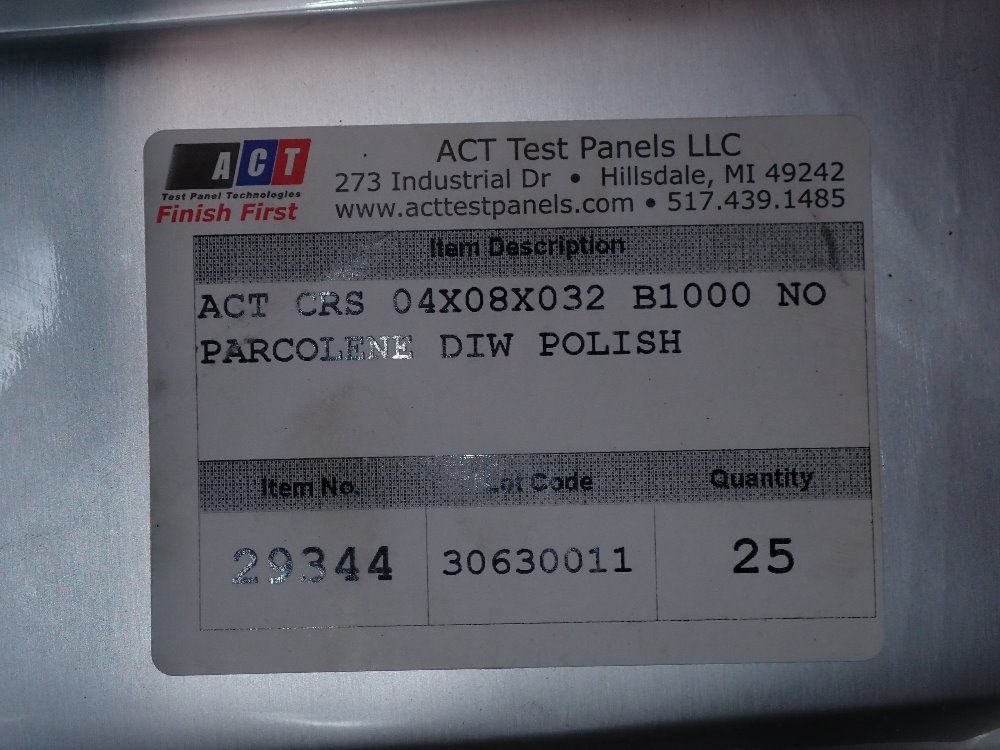 ACT
Test Panel Technologies
Finish First
ACT Test Panels LLC
273 Industrial Dr • Hillsdale, MI 49242
www.acttestpanels.com • 517.439.1485
Item Description
ACT CRS 04X08X032 B1000 NO
PARCOLENE DIW POLISH
Item No. Lot Code Quantity
29344 30630011 25